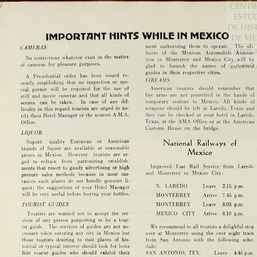 IMPORTANT HINTS WHILE IN MEXICO
CAMERAS
No restrictions whatever exist in the matter
of cameras for pleasure purposes.
A Presidential order has been issued re-
cently establishing that no inspection or spe-
cial permit will be required for the use of
still and movie cameras and that all kinds of
scenes can be taken. In case of any dif-
ficulty in this regard tourists are urged to no-
tify their Hotel Manager or the nearest A.M.A.
Office.
LIQUOR
Superb quality European or American
brands of liquor are available at reasonable
prices in Mexico. However tourists are ur-
ged to refrain from patronizing establish-
ments that resort to gaudy advertising or high
pressure sales methods because in most ins-
tances such places do not handle genuine li-
quor; the suggestions of your Hotel Manager
will be very useful before buying your bottles.
TOURIST GUIDES
Tourists are warned not to accept the ser-
vices of any person purporting to be a tour-
ist guide. The services of guides are not ne-
cessary when entering any city in Mexico but
those tourists desiring to visit places of his-
torical or typical interest should look for bona
fide tourist guides who should exhibit their
ment authorizing them to operate. The of-
fices of the Mexican Automobile
in Monterrey and Mexico City, will be
glad to furnish the names of
guides in their respective cities.
FIREARMS
American tourists should remember that
fire arms are not permitted in the hands of
temporary visitors to Mexico. All kinds of
weapons should be left at Laredo, Texas and
they can be checked at your hotel in Laredo,
Texas, at the AMA Office or at the American
Customs House on the bridge.
National Railways of
Mexico
Improved Fast Rail Service from Laredo
and Monterrey to Mexico City:
N. LAREDO Leave 2.15 p.m.
MONTERREY Arrive 7.45 p.m.
MONTERREY Leave 8.05 p.m.
MEXICO CITY Arrive 8.10 p.m.
We recommend to all tourists a delightful stop
over at Monterrey using the over night train
from San Antonio with the following sche-
dule:
SAN ANTONIO, TEX. Leave 4.45 p.m.